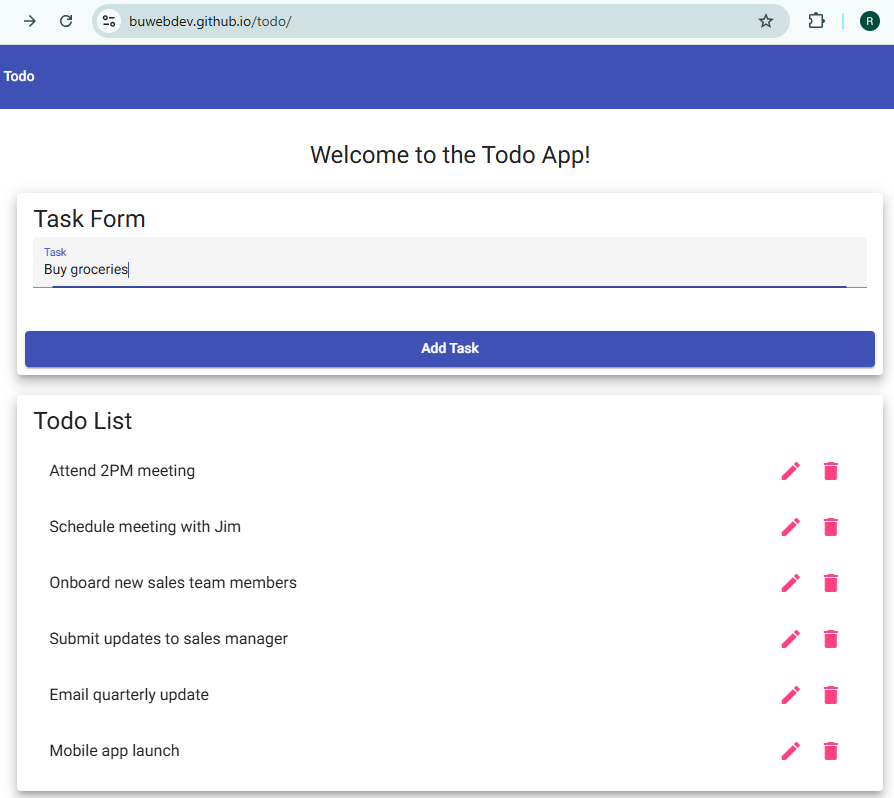 buwebdev.github.io/todo/
R
Todo
Welcome to the Todo App!
Task Form
Task
Buy groceries
Add Task
Todo List
Attend 2PM meeting
Schedule meeting with Jim
Onboard new sales team members
Submit updates to sales manager
Email quarterly update
Mobile app launch